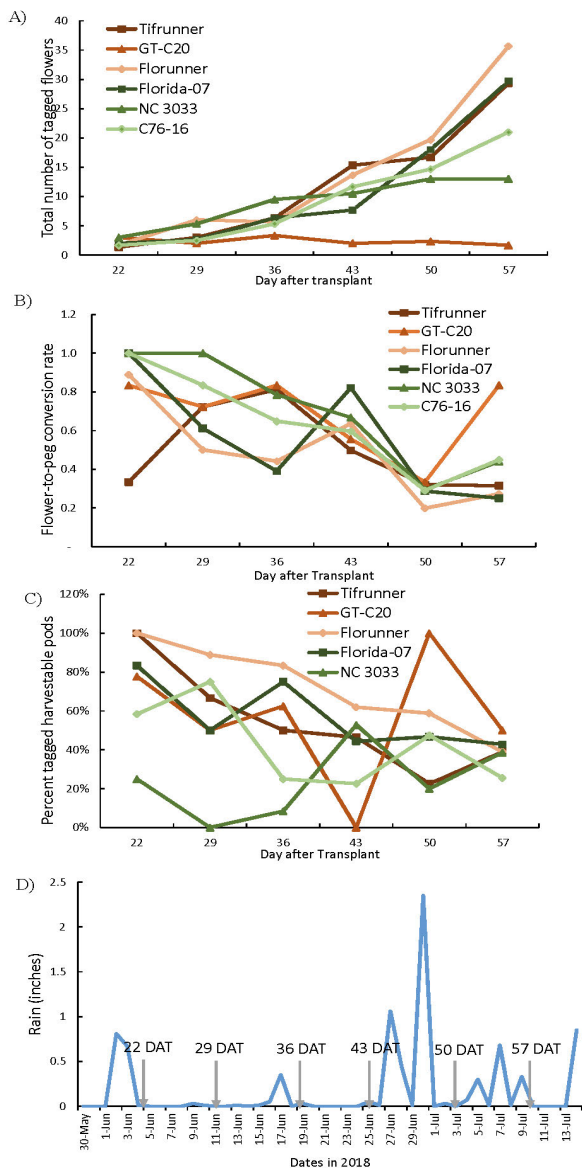 A)
Tifrunner
GT-C20
Florunner
Florida-07
NC 3033
C76-16
Total number of tagged flowers
40
35
30
25
20
15
10
5
0
22 29 36 43 50 57
Day after transplant
B)
Tifrunner
GT-C20
Florunner
Florida-07
NC 3033
C76-16
Flower-to-peg conversion rate
1.2
1.0
0.8
0.6
0.4
0.2
-
22 29 36 43 50 57
Day after Transplant
C)
Tifrunner
GT-C20
Florunner
Florida-07
NC 3033
Percent tagged harvestable pods
120%
100%
80%
60%
40%
20%
0%
22 29 36 43 50 57
Day after Transplant
D)
Rain (inches)
2.5
2
1.5
1
0.5
0
22 DAT 29 DAT 36 DAT 43 DAT 50 DAT 57 DAT
30-May 1-Jun 3-Jun 5-Jun 7-Jun 9-Jun 11-Jun 13-Jun 15-Jun 17-Jun 19-Jun 21-Jun 23-Jun 25-Jun 27-Jun 29-Jun 1-Jul 3-Jul 5-Jul 7-Jul 9-Jul 11-Jul 13-Jul
Dates in 2018